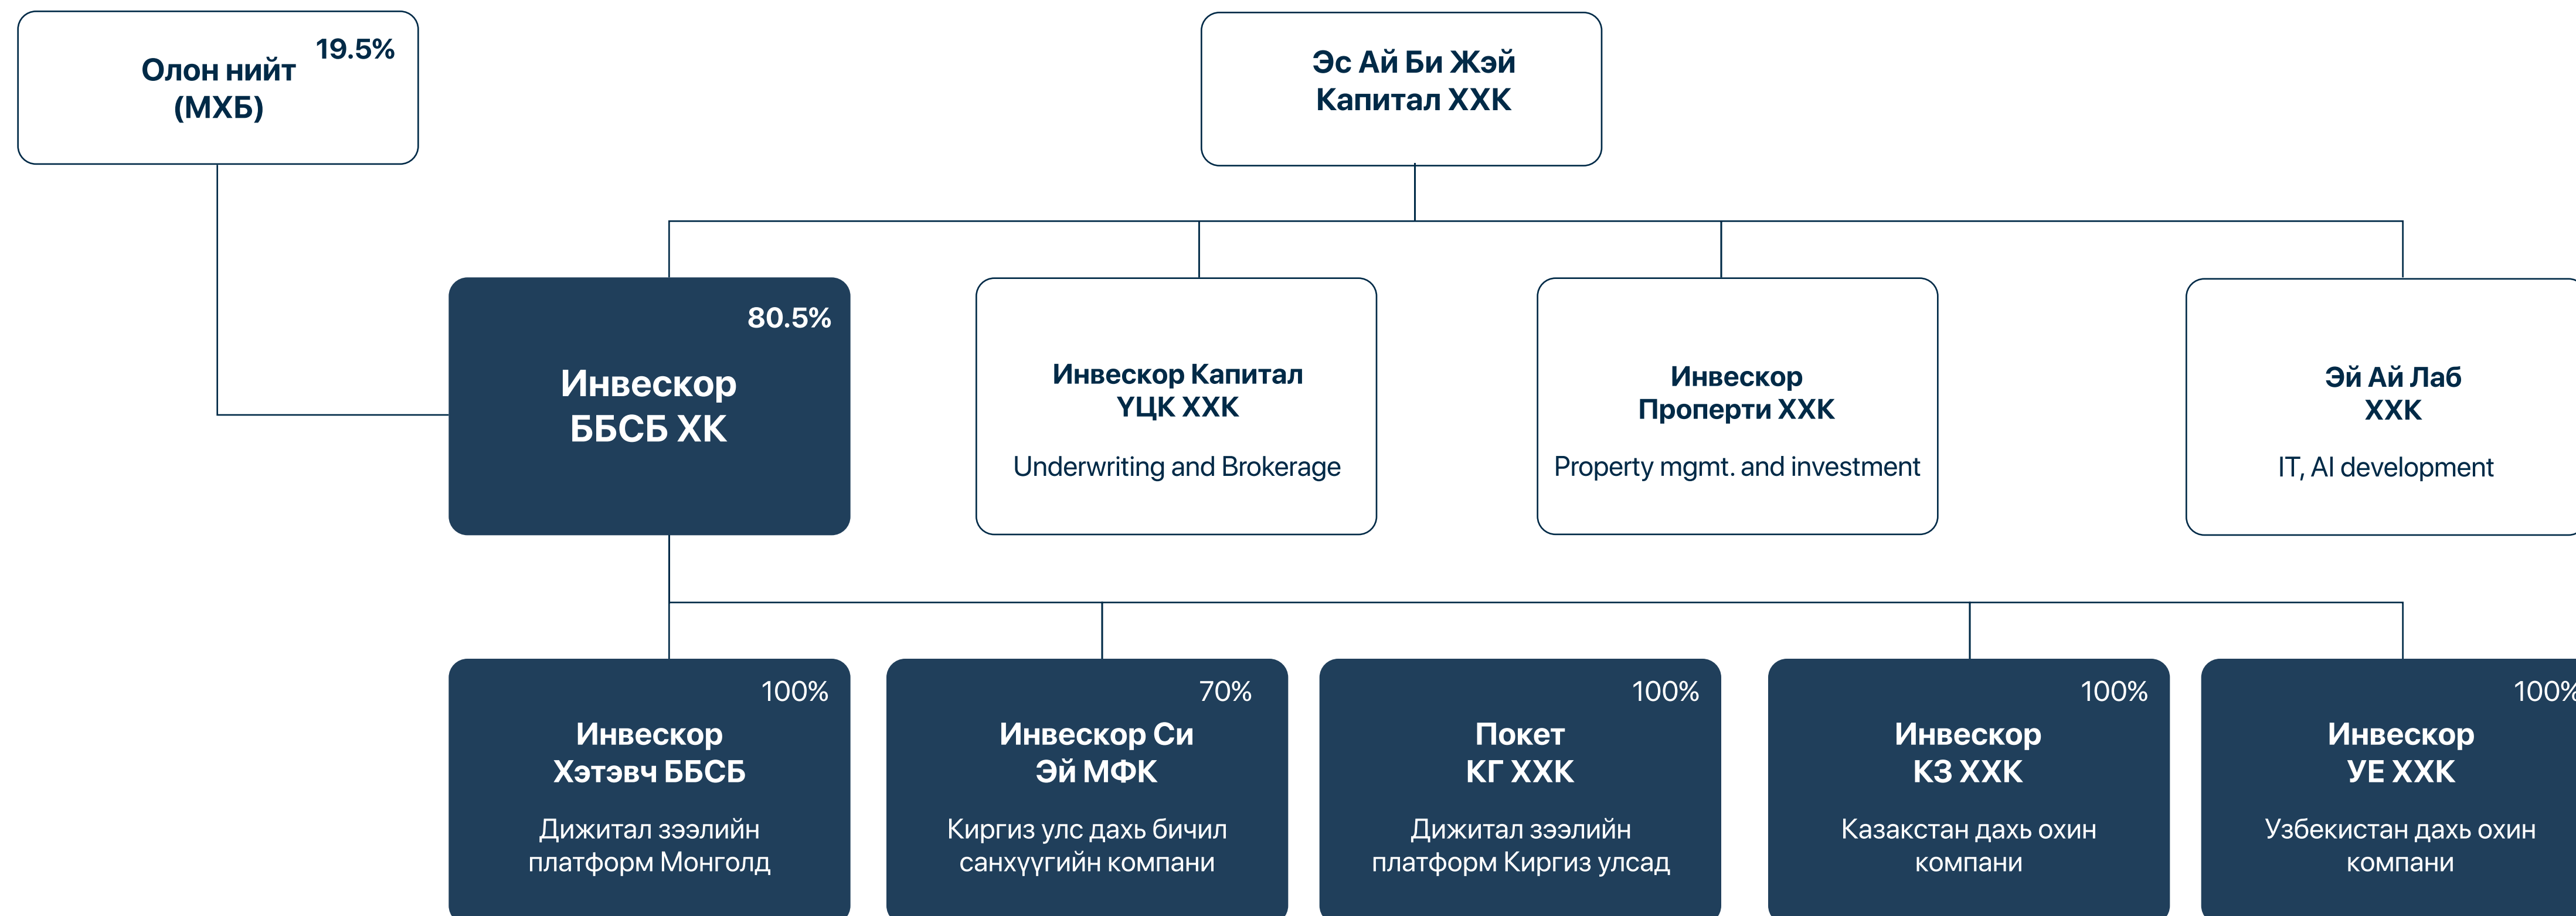 19.5%
Олон нийт
(МХБ)
Эс Ай Би Жэй
Капитал ХХК
80.5%
Инвескор
ББСБ ХК
Инвескор Капитал
ҮЦК ХХК
Underwriting and Brokerage
Инвескор
Проперти ХХК
Property mgmt. and investment
Эй Ай Лаб
ХХК
IT, AI development
100%
Инвескор
Хэтэвч ББСБ
Дижитал зээлийн
платформ Монголд
70%
Инвескор Си
Эй МФК
Киргиз улс дахь бичил
санхүүгийн компани
100%
Покет
КГ ХХК
Дижитал зээлийн
платформ Киргиз улсад
100%
Инвескор
КЗ ХХК
Казакстан дахь охин
компани
100%
Инвескор
УЕ ХХК
Узбекистан дахь охин
компани